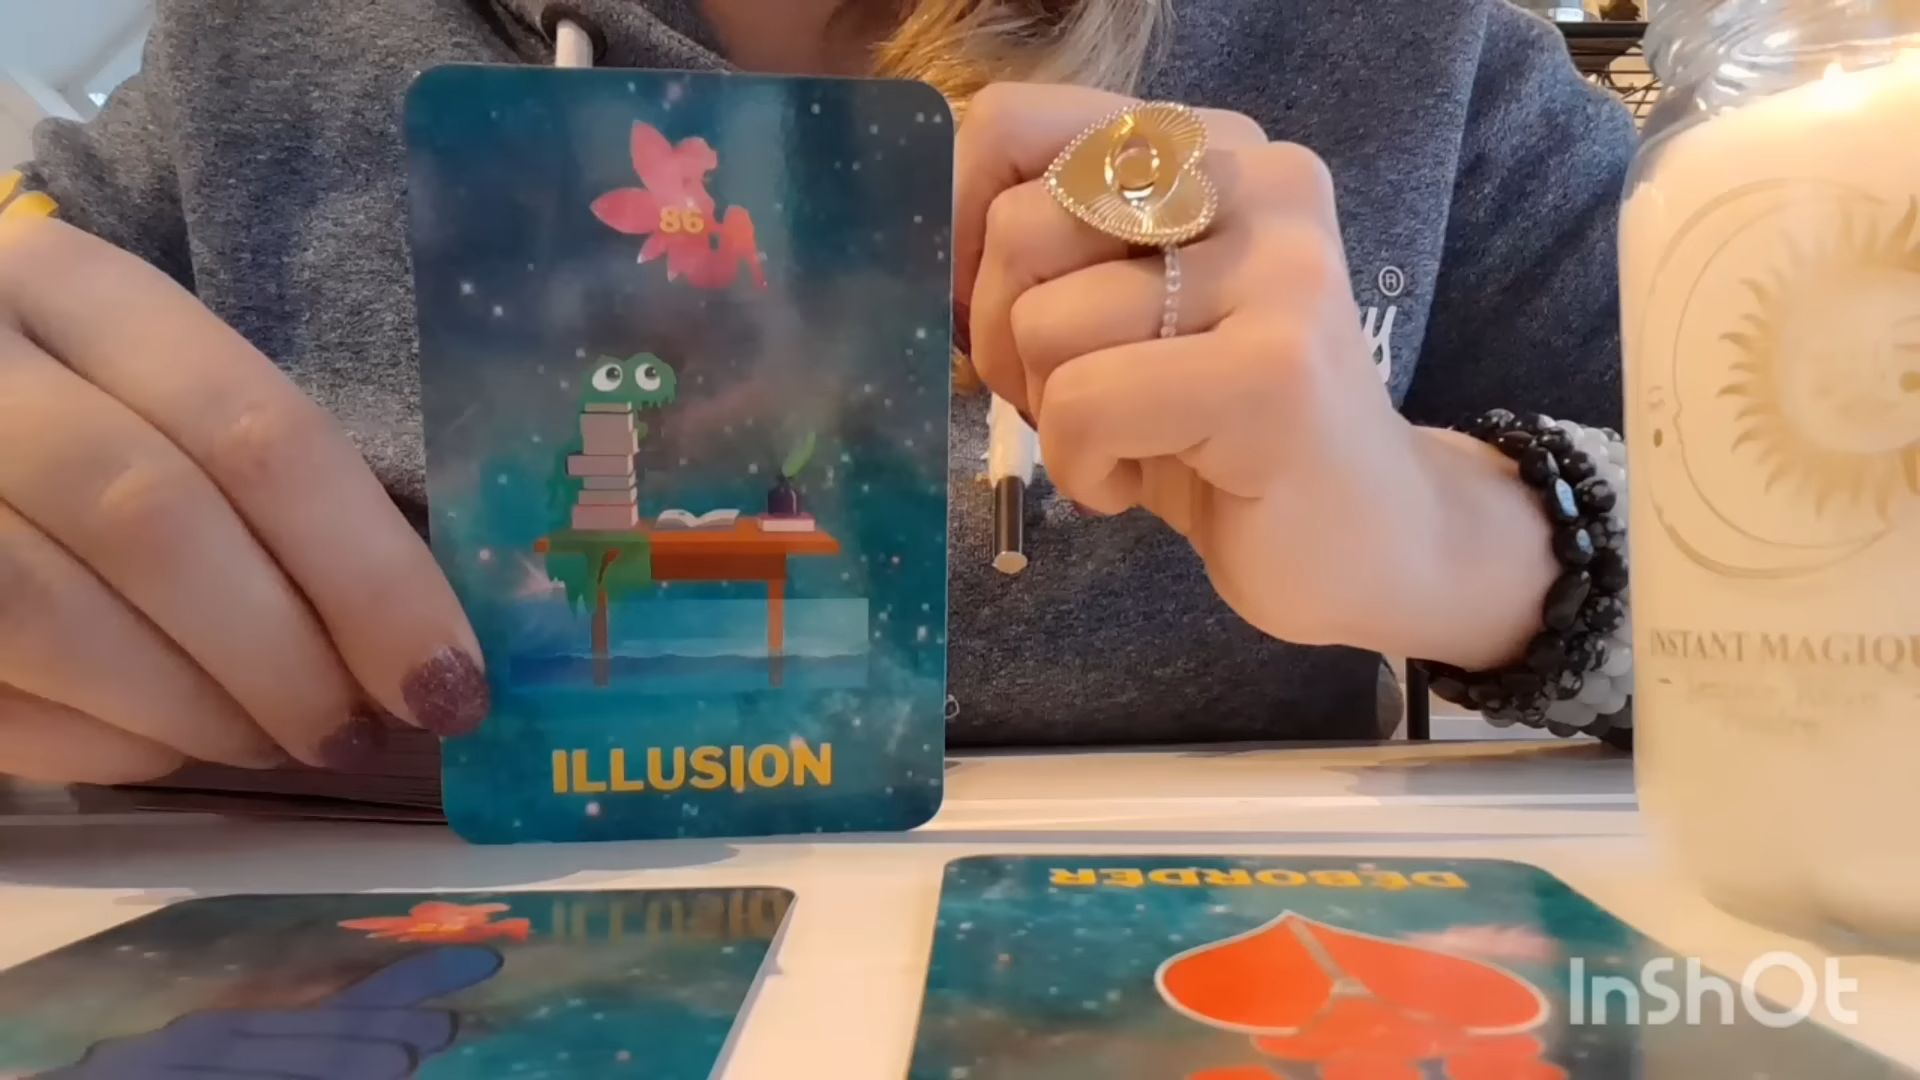 86
ILLUSION
®
y
INSTANT MAGIQU
DÉBORDER
InShOt